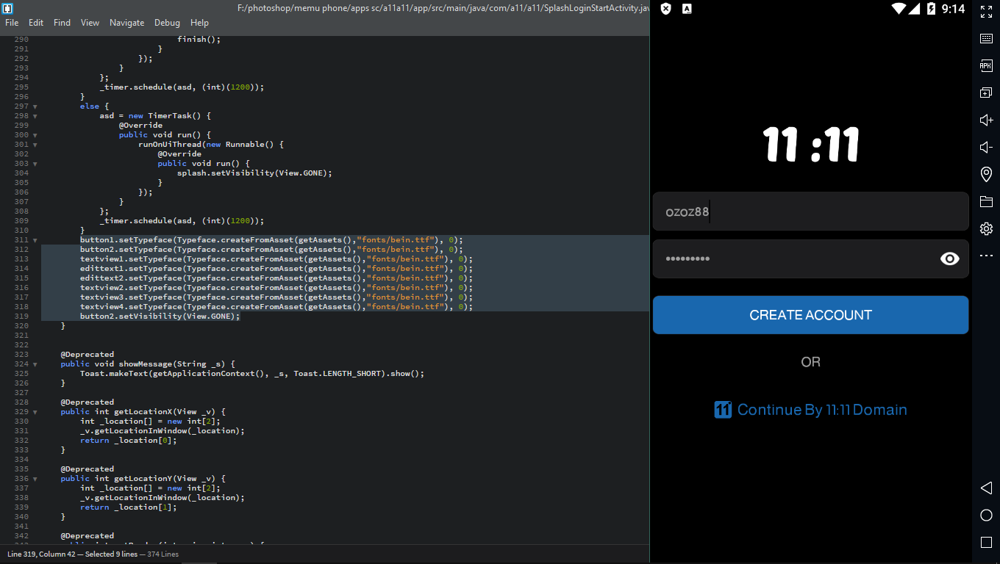 F:/photoshop/memu phone/apps sc/a11a11/app/src/main/java/com/a11/a11/SplashLoginStartActivity.jav
File Edit Find View Navigate Debug Help
290 finish();
291 }
292 });
293 }
294 };
295 _timer.schedule(asd, (int)(1200));
296 }
297 else {
298 asd = new TimerTask() {
299 @Override
300 public void run() {
301 runOnUiThread(new Runnable() {
302 @Override
303 public void run() {
304 splash.setVisibility(View.GONE);
305 }
306 });
307 }
308 };
309 _timer.schedule(asd, (int)(1200));
310 }
311 button1.setTypeface(Typeface.createFromAsset(getAssets(),"fonts/bein.ttf"), 0);
312 button2.setTypeface(Typeface.createFromAsset(getAssets(),"fonts/bein.ttf"), 0);
313 textview1.setTypeface(Typeface.createFromAsset(getAssets(),"fonts/bein.ttf"), 0);
314 edittext1.setTypeface(Typeface.createFromAsset(getAssets(),"fonts/bein.ttf"), 0);
315 edittext2.setTypeface(Typeface.createFromAsset(getAssets(),"fonts/bein.ttf"), 0);
316 textview2.setTypeface(Typeface.createFromAsset(getAssets(),"fonts/bein.ttf"), 0);
317 textview3.setTypeface(Typeface.createFromAsset(getAssets(),"fonts/bein.ttf"), 0);
318 textview4.setTypeface(Typeface.createFromAsset(getAssets(),"fonts/bein.ttf"), 0);
319 button2.setVisibility(View.GONE);
320 }
321
322
323 @Deprecated
324 public void showMessage(String _s) {
325 Toast.makeText(getApplicationContext(), _s, Toast.LENGTH_SHORT).show();
326 }
327
328 @Deprecated
329 public int getLocationX(View _v) {
330 int _location[] = new int[2];
331 _v.getLocationInWindow(_location);
332 return _location[0];
333 }
334
335 @Deprecated
336 public int getLocationY(View _v) {
337 int _location[] = new int[2];
338 _v.getLocationInWindow(_location);
339 return _location[1];
340 }
341
342 @Deprecated
Line 319, Column 42 — Selected 9 lines — 374 Lines
A
9:14
11 :11
ozoz88
•••••••••
CREATE ACCOUNT
OR
11 Continue By 11:11 Domain
APK